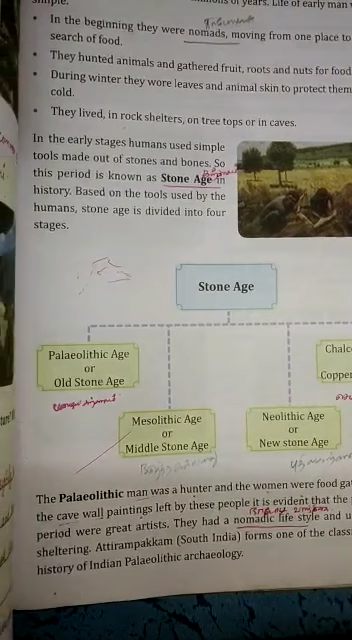 simple.
of years. Life of early man
• In the beginning they were nomads, moving from one place to
search of food.
• They hunted animals and gathered fruit, roots and nuts for food
• During winter they wore leaves and animal skin to protect them
cold.
• They lived, in rock shelters, on tree tops or in caves.
In the early stages humans used simple
tools made out of stones and bones. So
this period is known as Stone Age in
history. Based on the tools used by the
humans, stone age is divided into four
stages.
Stone Age
Palaeolithic Age
or
Old Stone Age
Mesolithic Age
or
Middle Stone Age
Neolithic Age
or
New stone Age
Chalc
Copper
The Palaeolithic man was a hunter and the women were food ga
the cave wall paintings left by these people it is evident that the
period were great artists. They had a nomadic life style and u
sheltering. Attirampakkam (South India) forms one of the class
history of Indian Palaeolithic archaeology.